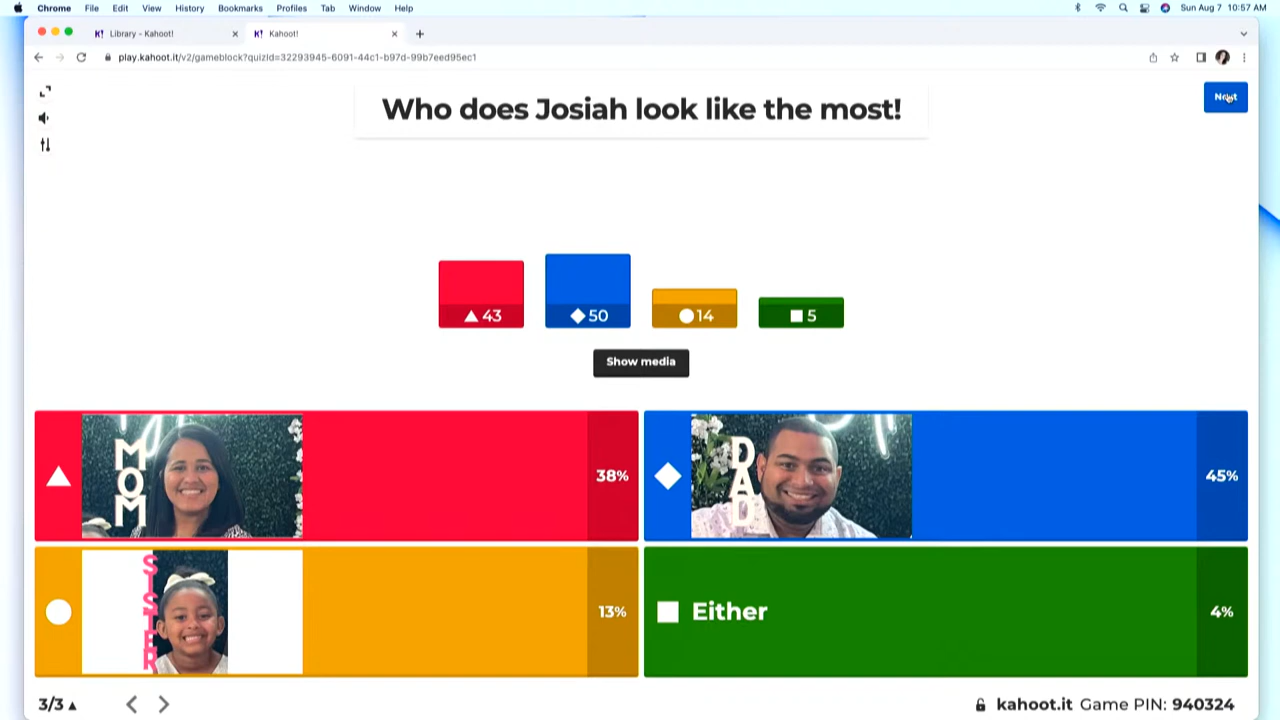 Chrome File Edit View History Bookmarks Profiles Tab Window Help Sun Aug 7 10:57 AM
K! Library - Kahoot! K! Kahoot!
play.kahoot.it/v2/gameblock?quizId=32293945-6091-44c1-b97d-99b7eed95ec1
Who does Josiah look like the most!
Next
43 50 14 5
Show media
MOM 38%
DAD 45%
SISTER 13%
Either 4%
3/3 kahoot.it Game PIN: 940324